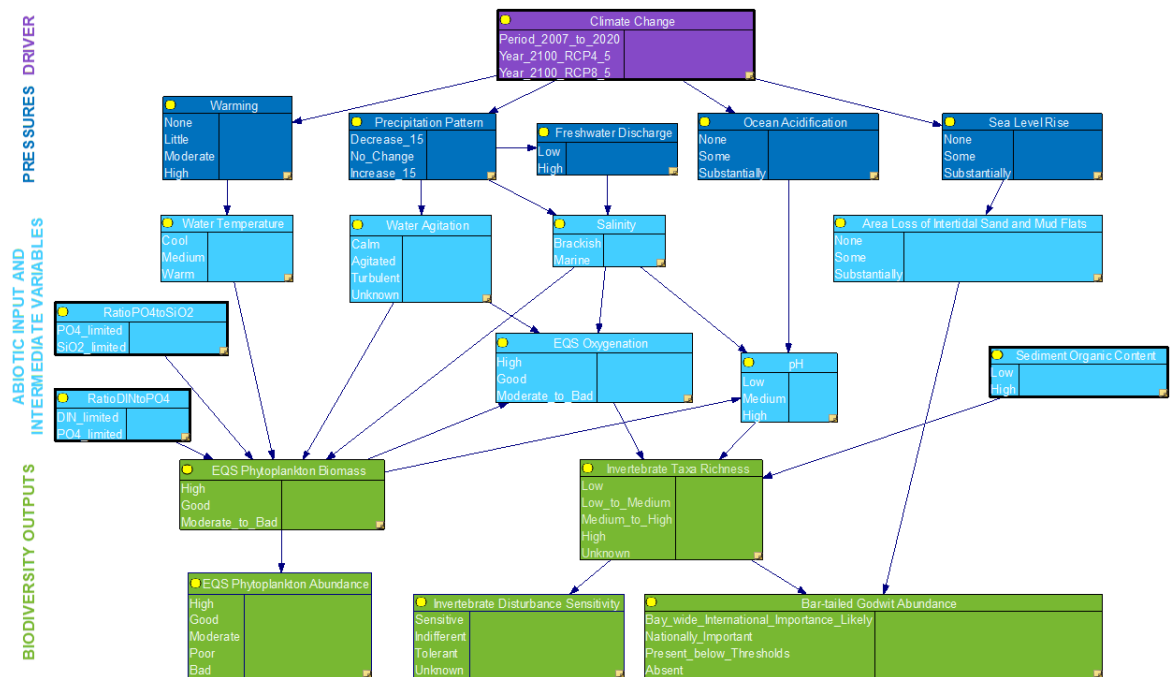 DRIVER
Climate Change
Period_2007_to_2020
Year_2100_RCP4_5
Year_2100_RCP8_5
PRESSURES
Warming
None
Little
Moderate
High
Precipitation Pattern
Decrease_15
No_Change
Increase_15
Freshwater Discharge
Low
High
Ocean Acidification
None
Some
Substantially
Sea Level Rise
None
Some
Substantially
ABIOTIC INPUT AND
INTERMEDIATE VARIABLES
Water Temperature
Cool
Medium
Warm
Water Agitation
Calm
Agitated
Turbulent
Unknown
Salinity
Brackish
Marine
Area Loss of Intertidal Sand and Mud Flats
None
Some
Substantially
RatioPO4toSiO2
PO4_limited
SiO2_limited
EQS Oxygenation
High
Good
Moderate_to_Bad
pH
Low
Medium
High
Sediment Organic Content
Low
High
RatioDINtoPO4
DIN_limited
PO4_limited
BIODIVERSITY OUTPUTS
EQS Phytoplankton Biomass
High
Good
Moderate_to_Bad
Invertebrate Taxa Richness
Low
Low_to_Medium
Medium_to_High
High
Unknown
EQS Phytoplankton Abundance
High
Good
Moderate
Poor
Bad
Invertebrate Disturbance Sensitivity
Sensitive
Indifferent
Tolerant
Unknown
Bar-tailed Godwit Abundance
Bay_wide_International_Importance_Likely
Nationally_Important
Present_below_Thresholds
Absent